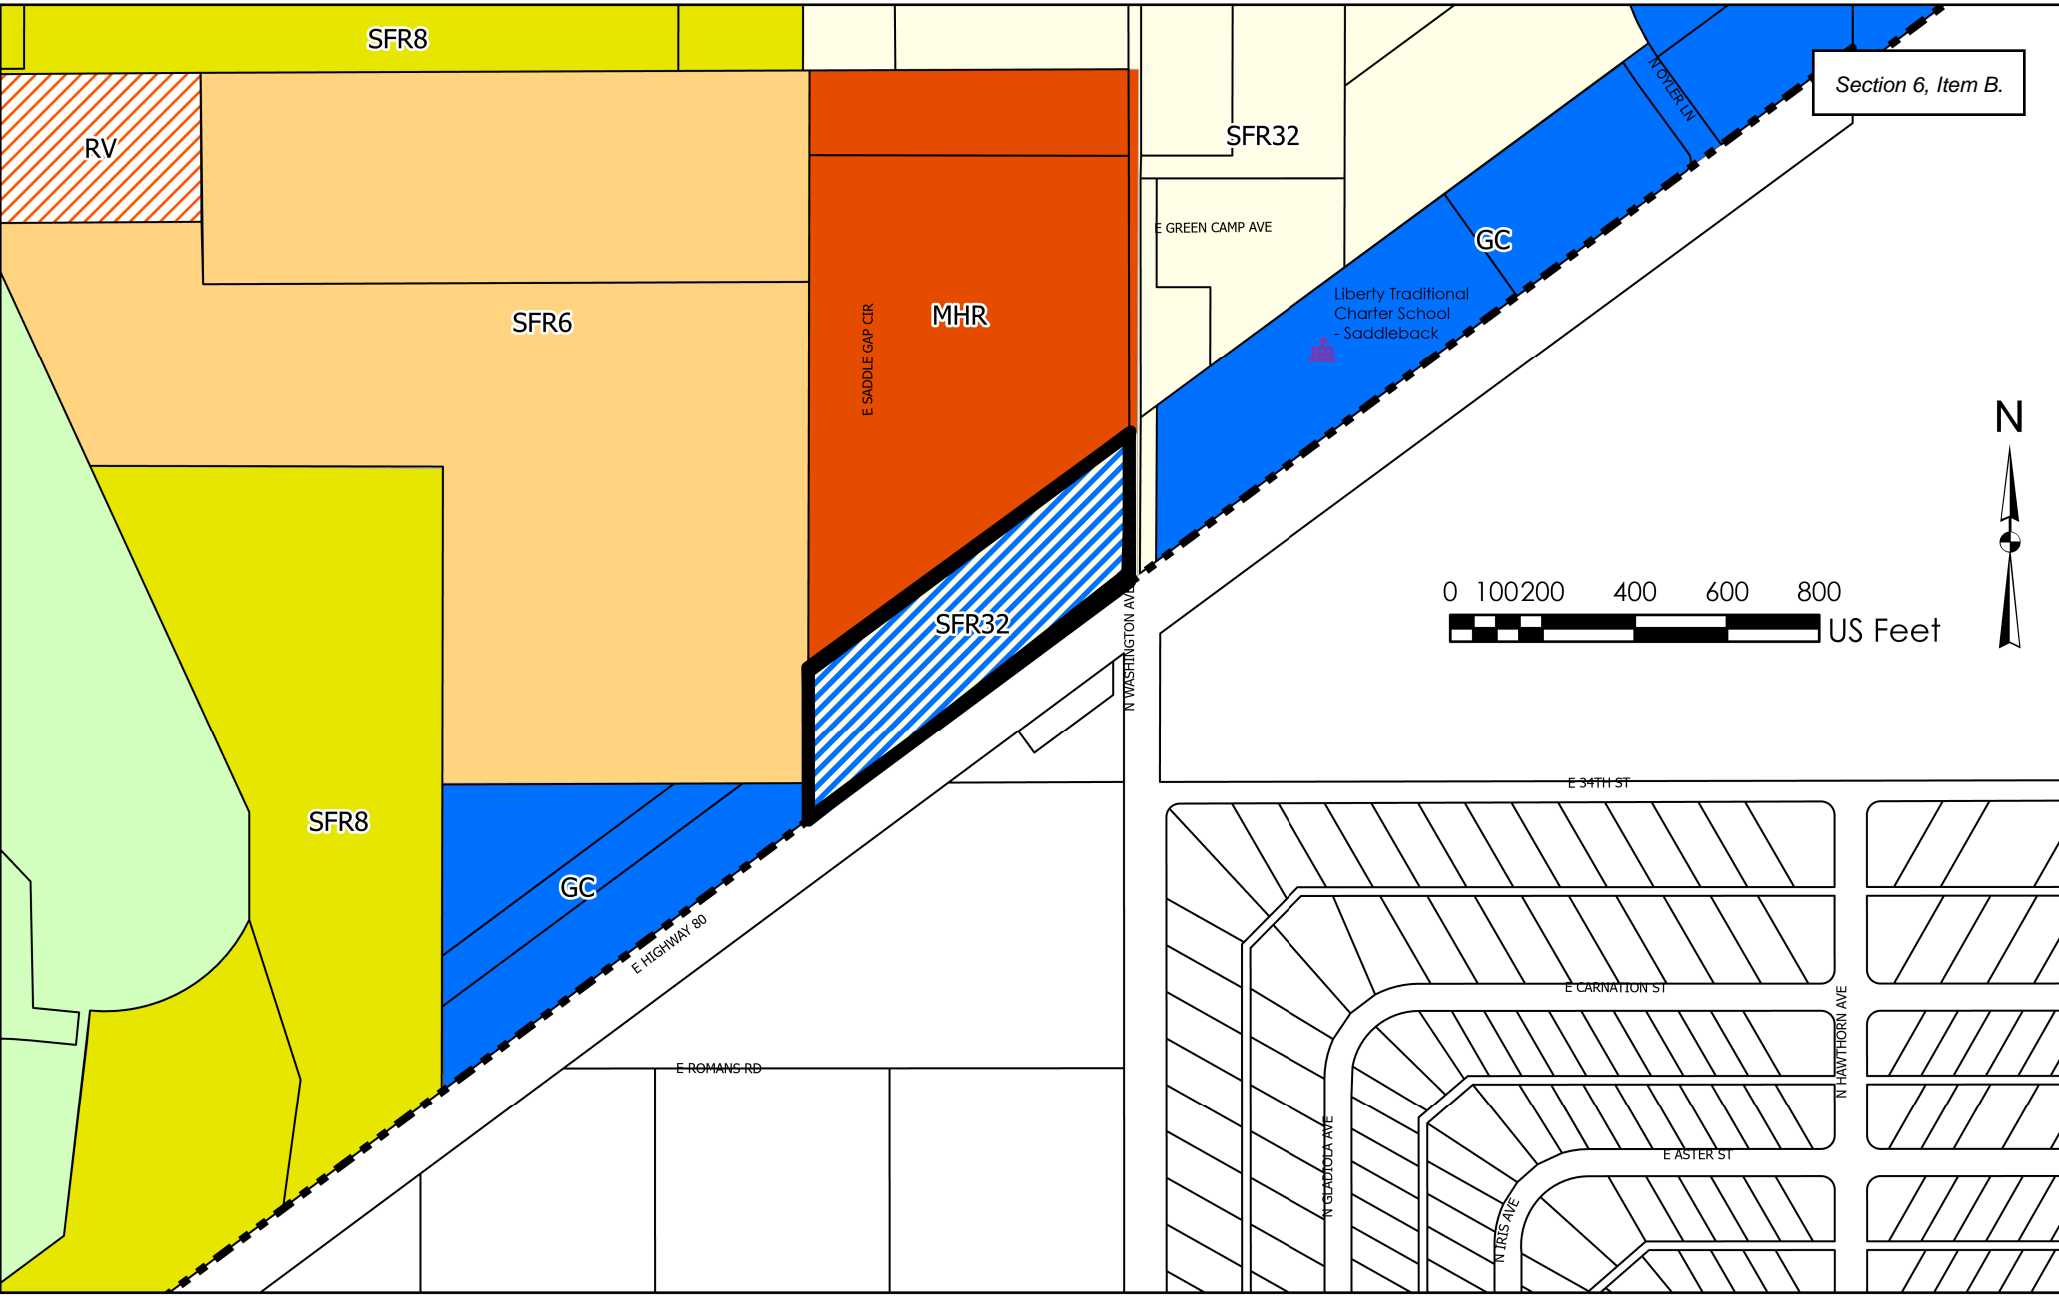 SFR8
Section 6, Item B.
N OYLER LN
RV
SFR32
E GREEN CAMP AVE
GC
Liberty Traditional
Charter School
- Saddleback
SFR6
MHR
E SADDLE GAP CIR
N
0 100 200 400 600 800
US Feet
SFR32
N WASHINGTON AVE
E 34TH ST
SFR8
GC
E HIGHWAY 80
E CARNATION ST
N HAWTHORN AVE
E ROMANS RD
N GLADIOLA AVE
E ASTER ST
N IRIS AVE